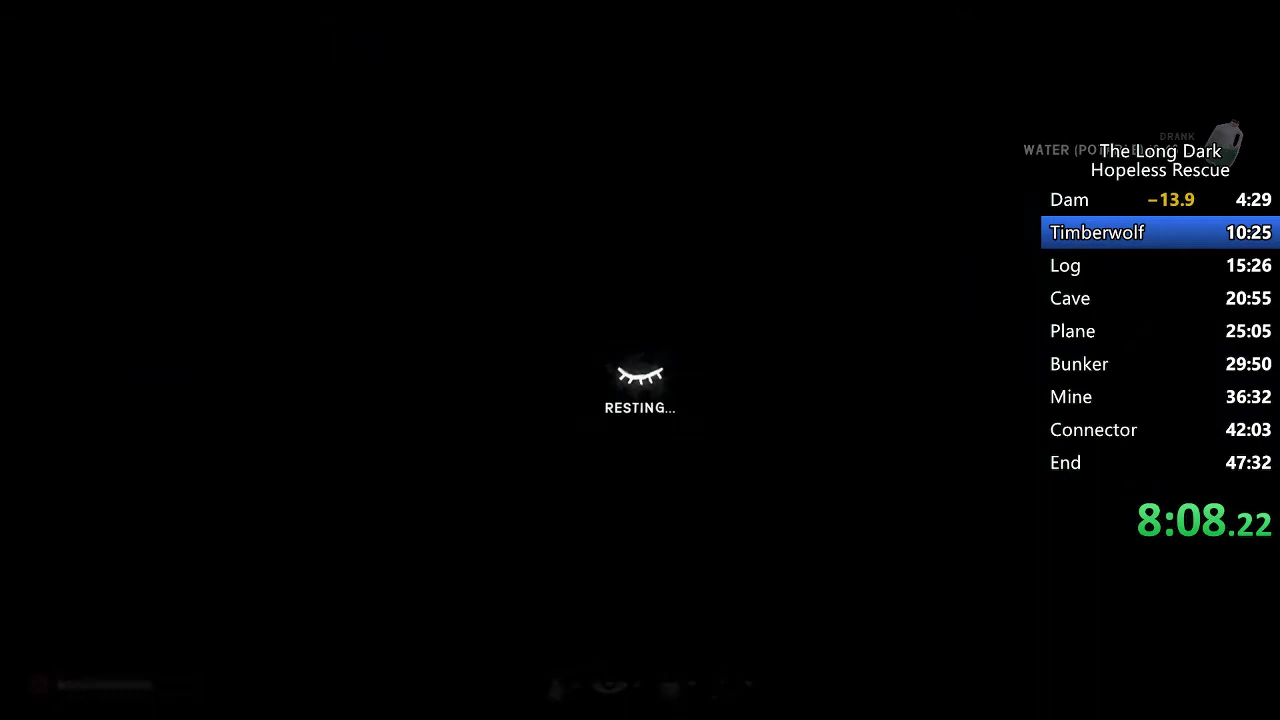 DRANK
WATER (POTABLE)
The Long Dark
Hopeless Rescue
Dam −13.9 4:29
Timberwolf 10:25
Log 15:26
Cave 20:55
Plane 25:05
Bunker 29:50
Mine 36:32
Connector 42:03
End 47:32
RESTING...
8:08.22